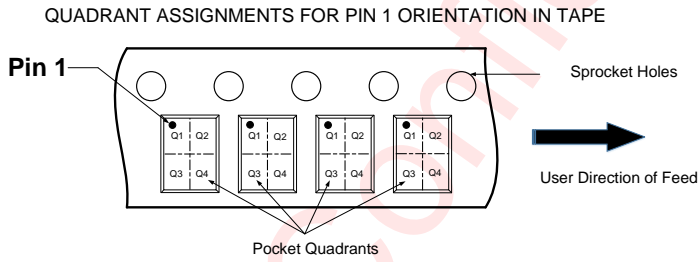 QUADRANT ASSIGNMENTS FOR PIN 1 ORIENTATION IN TAPE
Pin 1
Sprocket Holes
Q1 Q2 Q1 Q2 Q1 Q2 Q1 Q2
Q3 Q4 Q3 Q4 Q3 Q4 Q3 Q4
User Direction of Feed
Pocket Quadrants